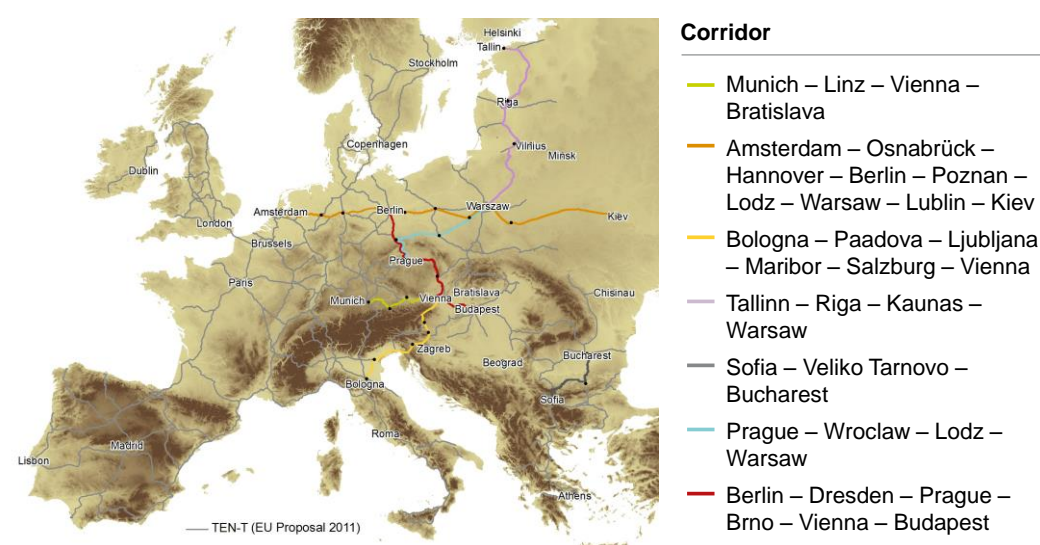 Helsinki
Tallin
Stockholm
Riga
Copenhagen
Vilnius
Minsk
Dublin
Amsterdam
Berlin
Warszaw
Kiev
London
Brussels
Prague
Paris
Munich
Vienna
Bratislava
Budapest
Chisinau
Zagreb
Beograd
Bucharest
Bologna
Sofia
Roma
Madrid
Lisbon
Athens
TEN-T (EU Proposal 2011)
Corridor
Munich – Linz – Vienna –
Bratislava
Amsterdam – Osnabrück –
Hannover – Berlin – Poznan –
Lodz – Warsaw – Lublin – Kiev
Bologna – Paadova – Ljubljana
– Maribor – Salzburg – Vienna
Tallinn – Riga – Kaunas –
Warsaw
Sofia – Veliko Tarnovo –
Bucharest
Prague – Wroclaw – Lodz –
Warsaw
Berlin – Dresden – Prague –
Brno – Vienna – Budapest